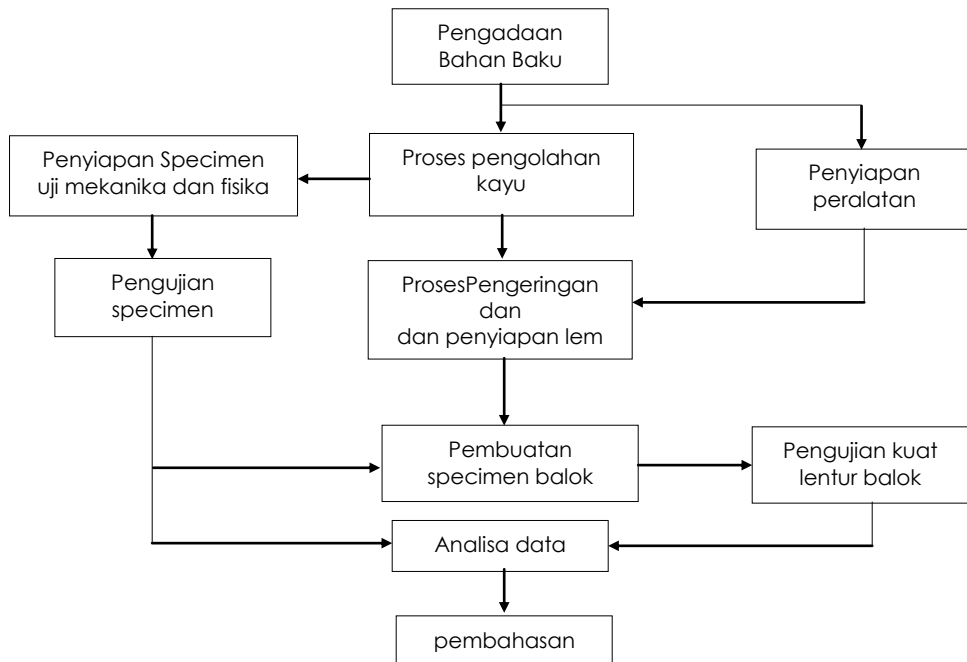 Pengadaan
Bahan Baku
Penyiapan Specimen
uji mekanika dan fisika
Proses pengolahan
kayu
Penyiapan
peralatan
Pengujian
specimen
ProsesPengeringan
dan
dan penyiapan lem
Pembuatan
specimen balok
Pengujian kuat
lentur balok
Analisa data
pembahasan